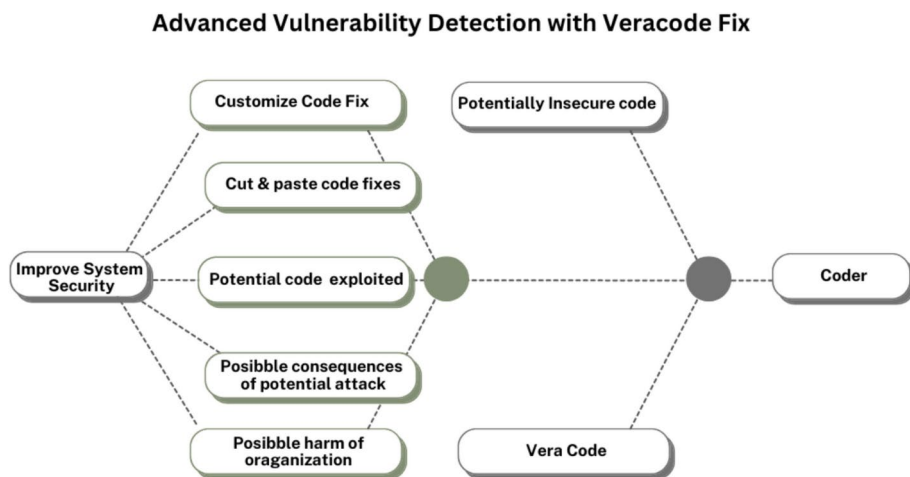 Advanced Vulnerability Detection with Veracode Fix
Customize Code Fix
Potentially Insecure code
Cut & paste code fixes
Improve System
Security
Potential code exploited
Coder
Posibble consequences
of potential attack
Posibble harm of
oraganization
Vera Code